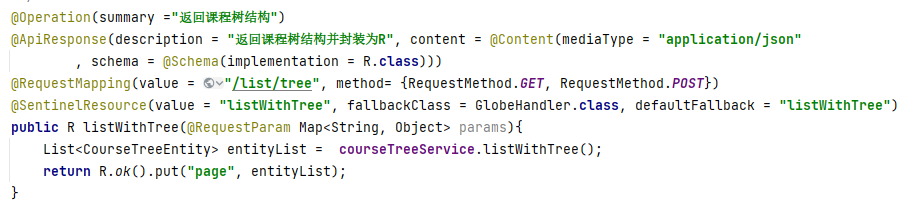 @Operation(summary ="返回课程树结构")
@ApiResponse(description = "返回课程树结构并封装为R", content = @Content(mediaType = "application/json"
, schema = @Schema(implementation = R.class)))
@RequestMapping(value = "/list/tree", method= {RequestMethod.GET, RequestMethod.POST})
@SentinelResource(value = "listWithTree", fallbackClass = GlobeHandler.class, defaultFallback = "listWithTree")
public R listWithTree(@RequestParam Map<String, Object> params){
List<CourseTreeEntity> entityList =  courseTreeService.listWithTree();
return R.ok().put("page", entityList);
}